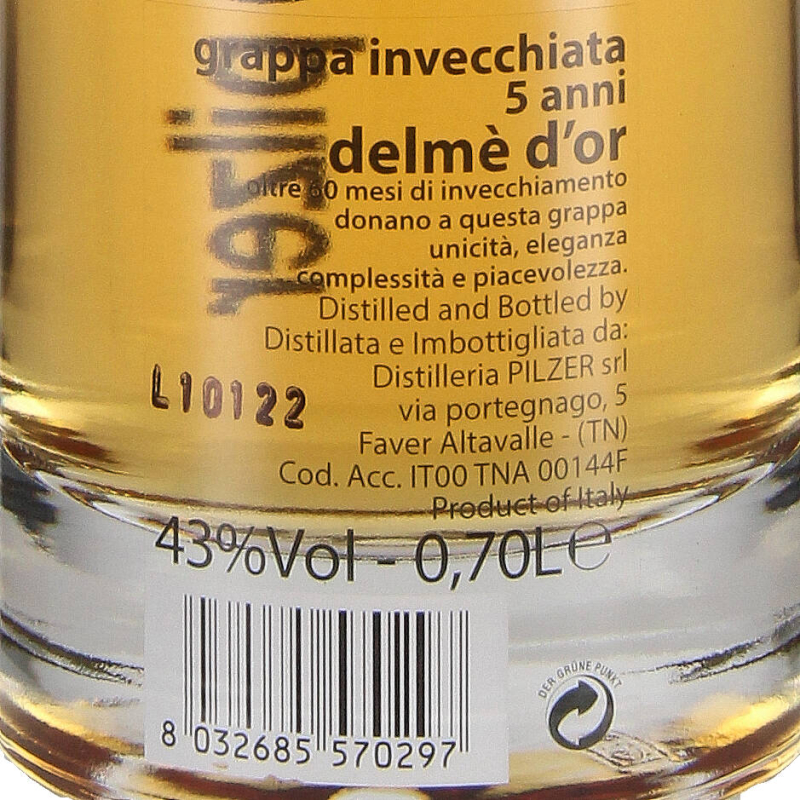 grappa invecchiata
5 anni
delmè d'or
oltre 60 mesi di invecchiamento
donano a questa grappa
unicità, eleganza
complessità e piacevolezza.
Distilled and Bottled by
Distillata e Imbottigliata da:
Distilleria PILZER srl
via portegnago, 5
Faver Altavalle - (TN)
Cod. Acc. IT00 TNA 00144F
Product of Italy
L10122
43%Vol - 0,70L℮
8 032685 570297
DER GRÜNE PUNKT
pilzer